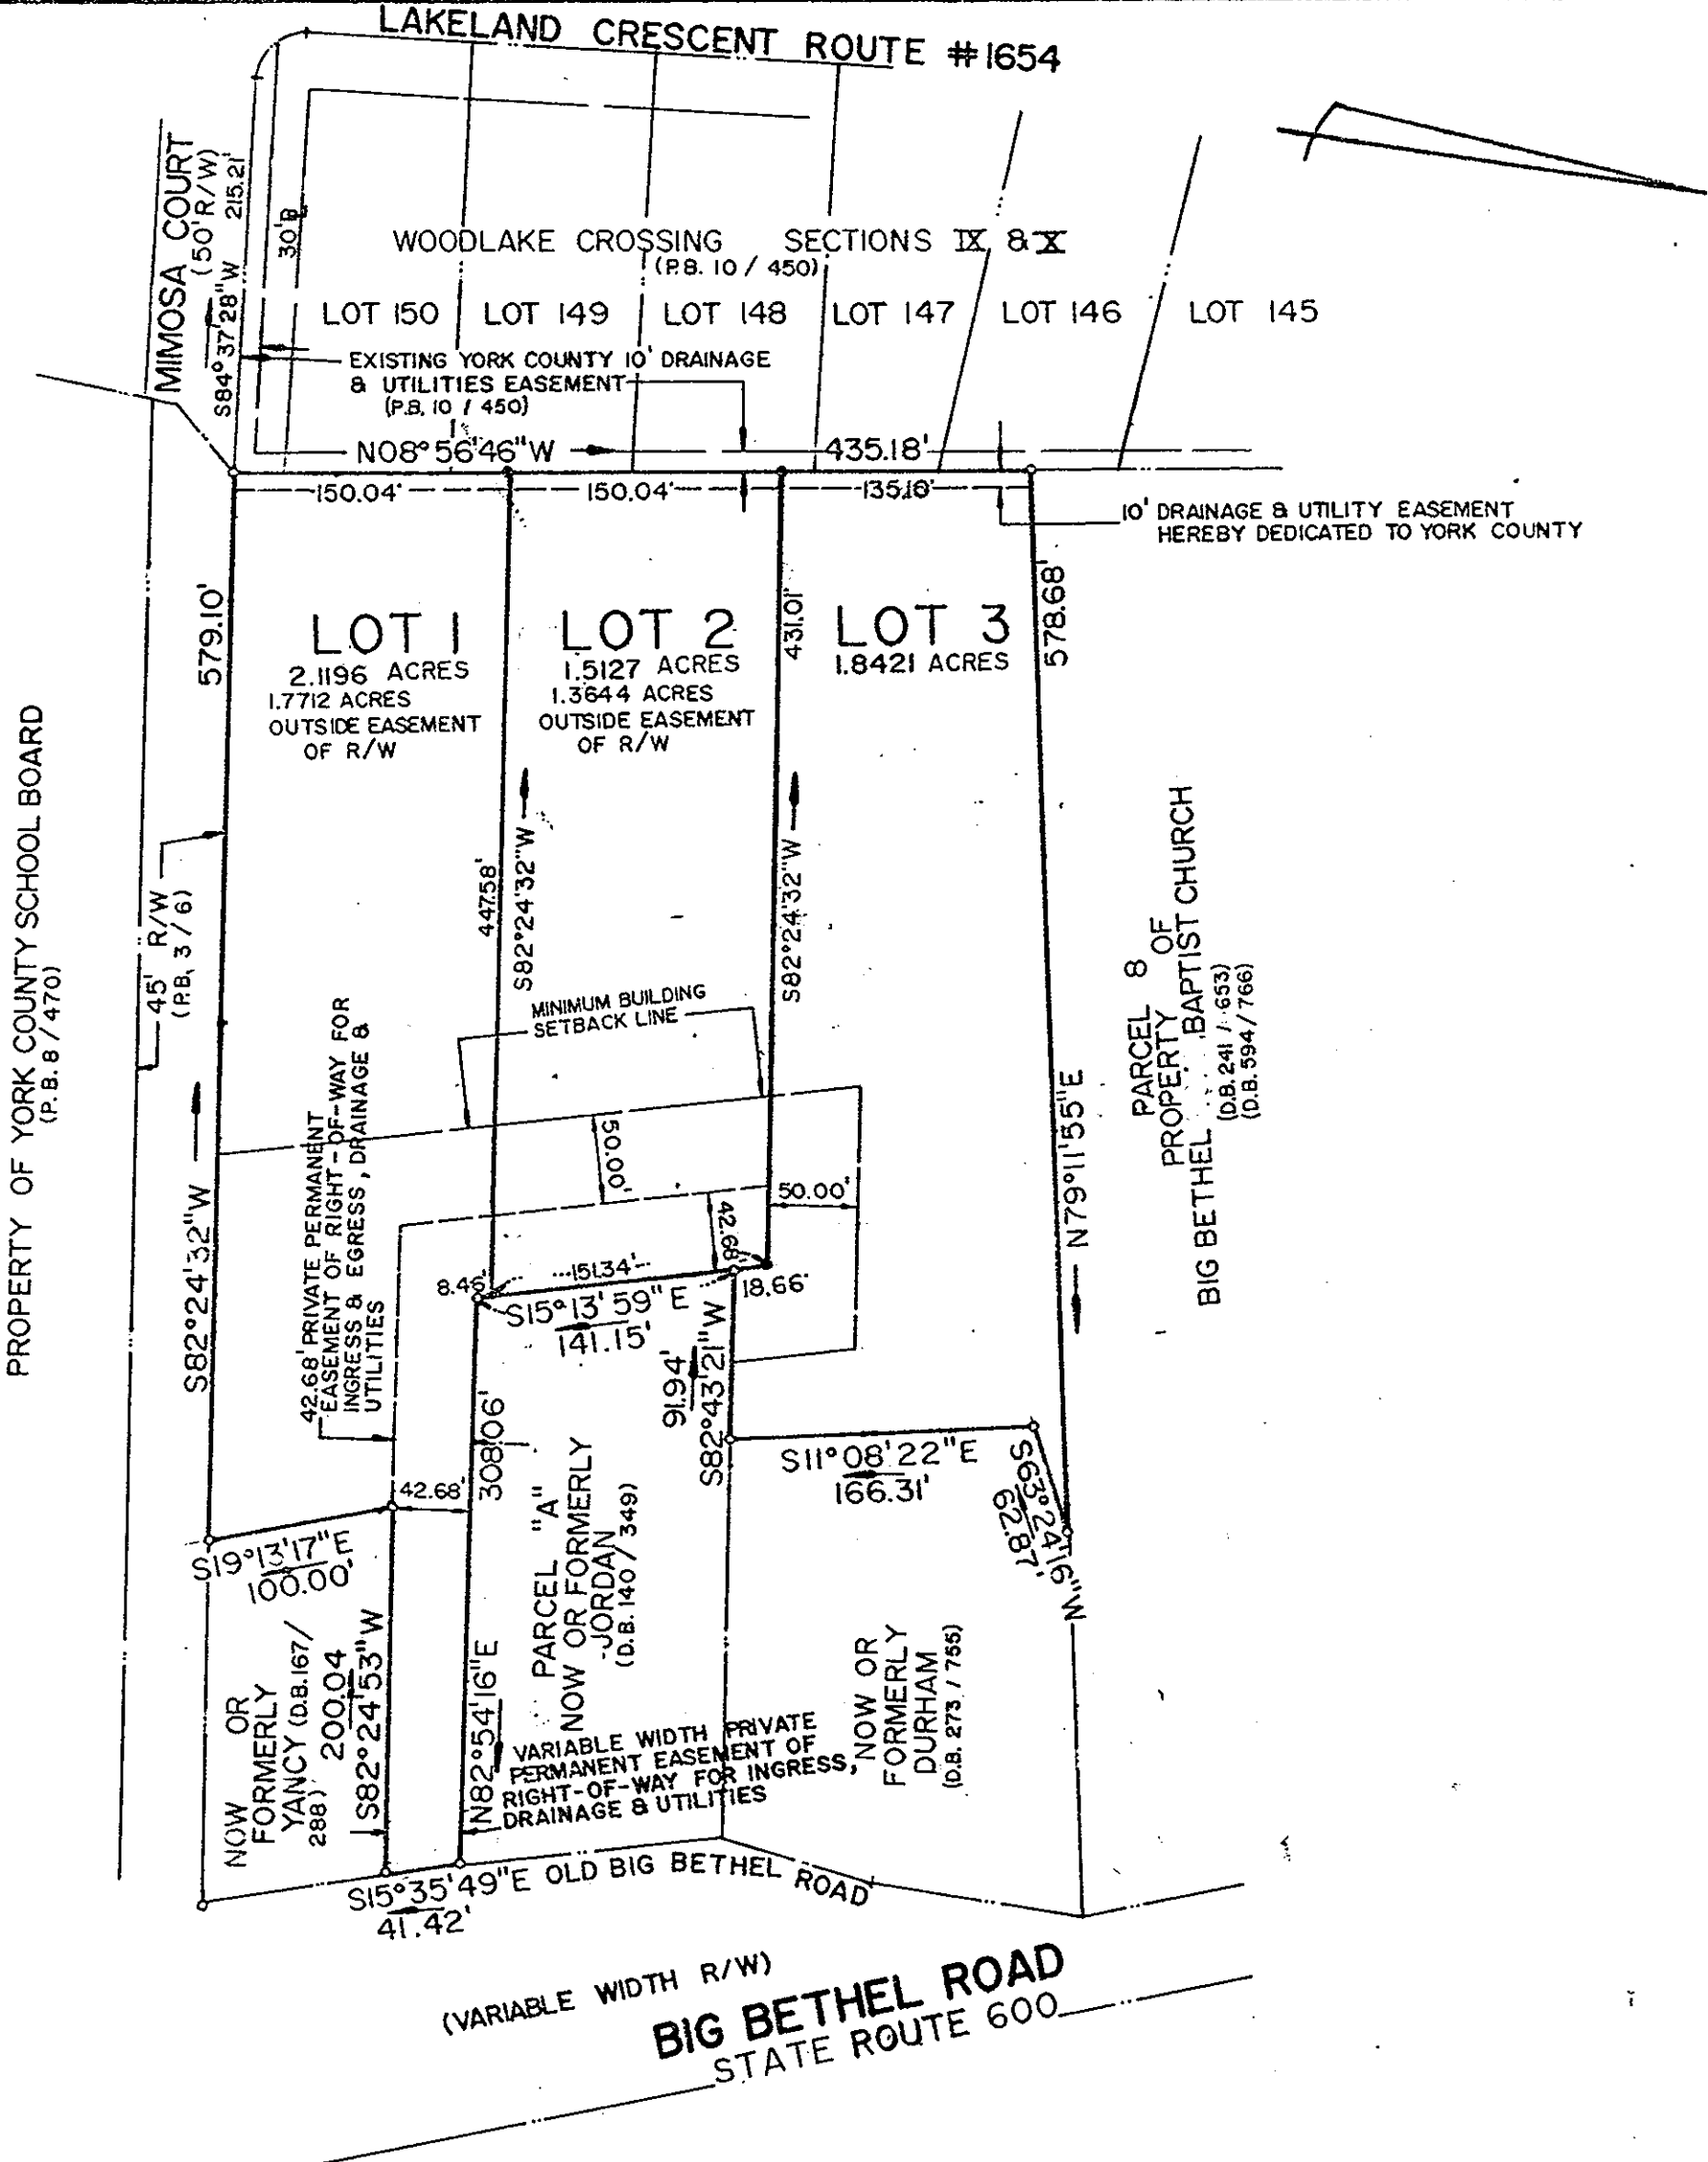 LAKELAND CRESCENT ROUTE #1654
MIMOSA COURT
(50' R/W)
S84°37'28"W 215.21'
30'B
WOODLAKE CROSSING SECTIONS IX & X
(P.B. 10 / 450)
LOT 150 LOT 149 LOT 148 LOT 147 LOT 146 LOT 145
EXISTING YORK COUNTY 10' DRAINAGE
& UTILITIES EASEMENT
(P.B. 10 / 450)
N08°56'46"W 435.18'
150.04' 150.04' 135.10'
10' DRAINAGE & UTILITY EASEMENT
HEREBY DEDICATED TO YORK COUNTY
579.10'
LOT 1
2.1196 ACRES
1.7712 ACRES
OUTSIDE EASEMENT
OF R/W
LOT 2
1.5127 ACRES
1.3644 ACRES
OUTSIDE EASEMENT
OF R/W
431.01'
LOT 3
1.8421 ACRES
578.68'
PROPERTY OF YORK COUNTY SCHOOL BOARD
(P.B. 8 / 470)
45' R/W
(P.B. 3 / 6)
S82°24'32"W
447.58'
S82°24'32"W
S82°24'32"W
MINIMUM BUILDING
SETBACK LINE
42.68' PRIVATE PERMANENT
EASEMENT OF RIGHT-OF-WAY FOR
INGRESS & EGRESS, DRAINAGE &
UTILITIES
50.00'
50.00'
42.68'
N79°11'55"E
PARCEL 8
PROPERTY OF
BIG BETHEL BAPTIST CHURCH
(D.B. 241 / 653)
(D.B. 594 / 766)
8.46' 151.34' 18.66'
S15°13'59"E
141.15'
91.94'
S82°43'21"W
308.06'
S11°08'22"E
166.31'
S63°24'16"W
62.87'
42.68'
S19°13'17"E
100.00'
PARCEL "A"
NOW OR FORMERLY
JORDAN
(D.B. 140 / 349)
NOW OR
FORMERLY
YANCY (D.B. 167/
288)
200.04
S82°24'53"W
N82°54'16"E
VARIABLE WIDTH PRIVATE
PERMANENT EASEMENT OF
RIGHT-OF-WAY FOR INGRESS,
DRAINAGE & UTILITIES
NOW OR
FORMERLY
DURHAM
(D.B. 273 / 755)
S15°35'49"E OLD BIG BETHEL ROAD
41.42'
(VARIABLE WIDTH R/W)
BIG BETHEL ROAD
STATE ROUTE 600